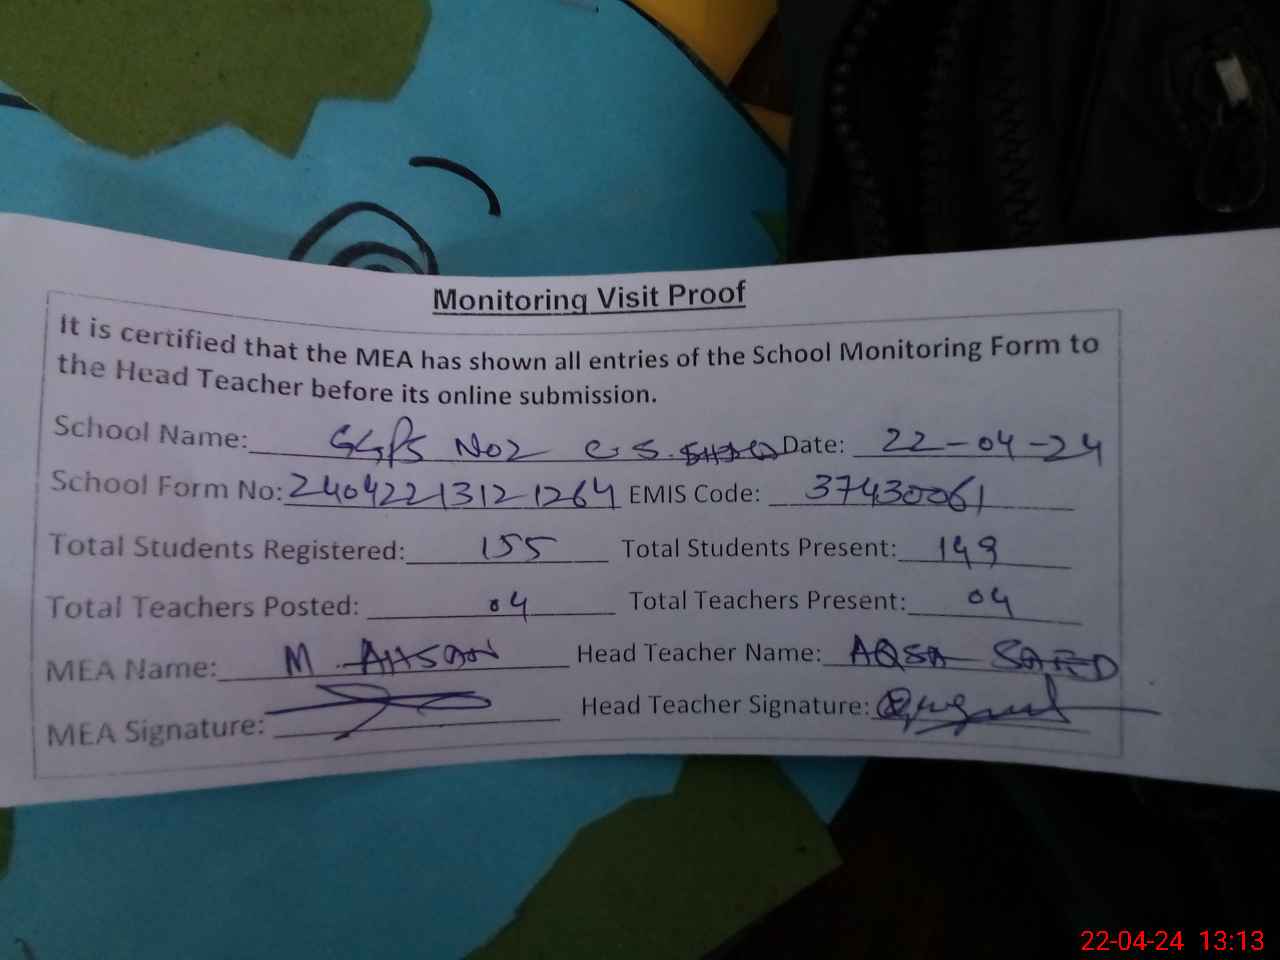 Monitoring Visit Proof
It is certified that the MEA has shown all entries of the School Monitoring Form to
the Head Teacher before its online submission.
School Name: GGPS No2 C.S. Date: 22-04-24
School Form No: 24042213121264 EMIS Code: 37430061
Total Students Registered: 155 Total Students Present: 149
Total Teachers Posted: 04 Total Teachers Present: 04
MEA Name: M. AHSAN Head Teacher Name: AQSA SAEED
MEA Signature: Head Teacher Signature:
22-04-24 13:13